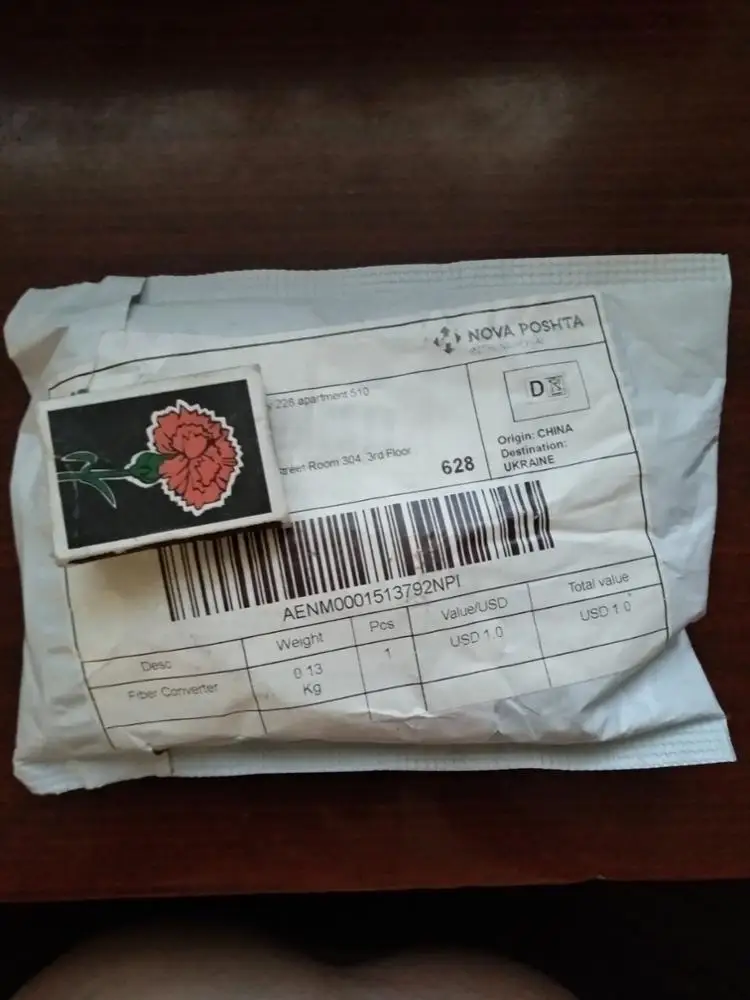 NOVA POSHTA
228 apartment 510
D
Origin: CHINA
Destination:
UKRAINE
Room 304, 3rd Floor
628
AENM0001513792NPI
Desc Weight Pcs Value/USD Total value
Fiber Converter 0.13 Kg 1 USD 1.0 USD 1.0